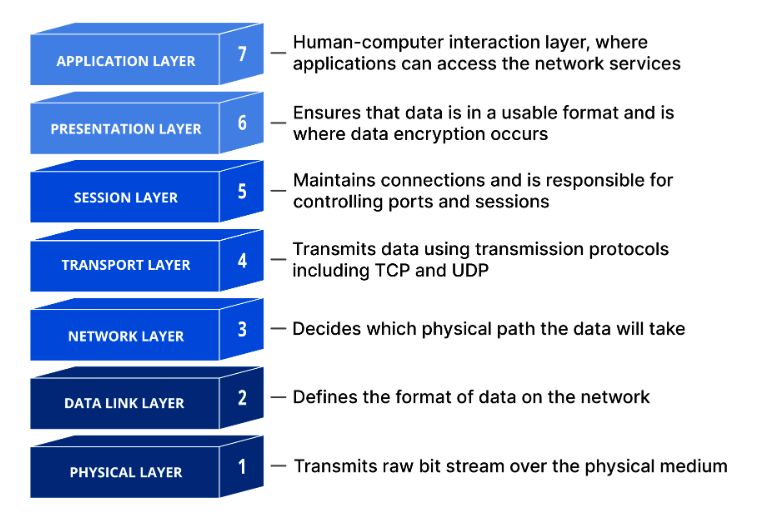 APPLICATION LAYER 7 — Human-computer interaction layer, where
applications can access the network services
PRESENTATION LAYER 6 — Ensures that data is in a usable format and is
where data encryption occurs
SESSION LAYER 5 — Maintains connections and is responsible for
controlling ports and sessions
TRANSPORT LAYER 4 — Transmits data using transmission protocols
including TCP and UDP
NETWORK LAYER 3 — Decides which physical path the data will take
DATA LINK LAYER 2 — Defines the format of data on the network
PHYSICAL LAYER 1 — Transmits raw bit stream over the physical medium